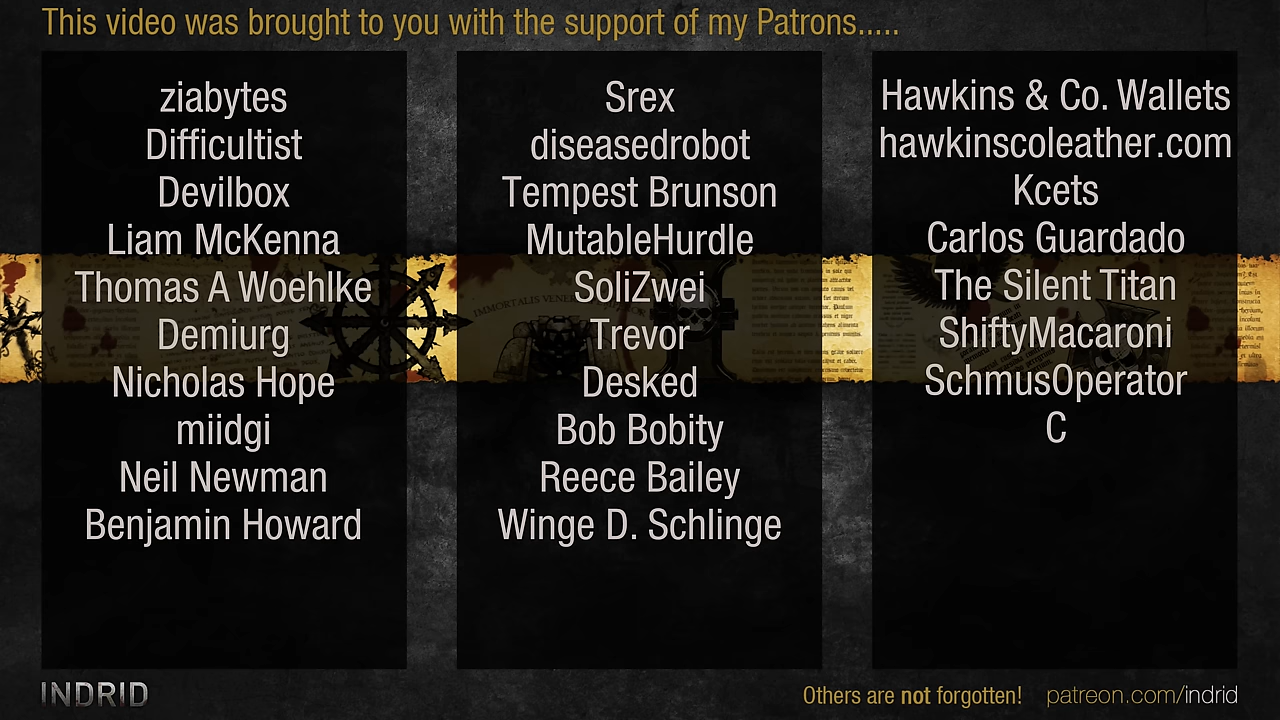 This video was brought to you with the support of my Patrons.....
ziabytes
Difficultist
Devilbox
Liam McKenna
Thomas A Woehlke
Demiurg
Nicholas Hope
miidgi
Neil Newman
Benjamin Howard
Srex
diseasedrobot
Tempest Brunson
MutableHurdle
SoliZwei
Trevor
Desked
Bob Bobity
Reece Bailey
Winge D. Schlinge
Hawkins & Co. Wallets
hawkinscoleather.com
Kcets
Carlos Guardado
The Silent Titan
ShiftyMacaroni
SchmusOperator
C
IMMORTALIS
INDRID
Others are not forgotten!
patreon.com/indrid